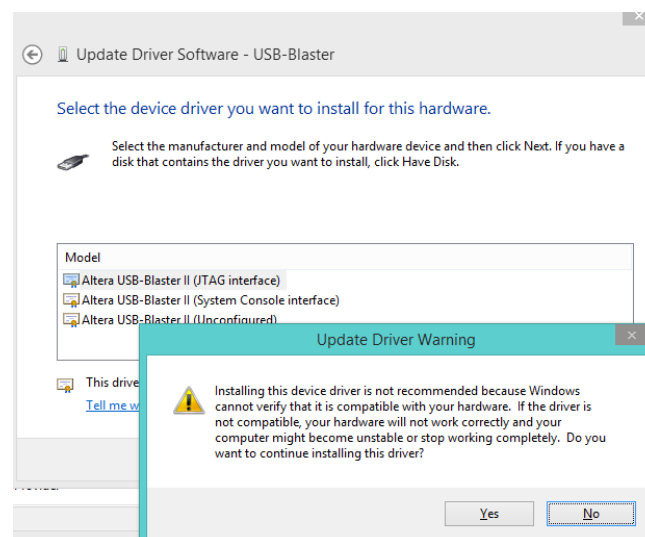 Update Driver Software - USB-Blaster
Select the device driver you want to install for this hardware.
Select the manufacturer and model of your hardware device and then click Next. If you have a
disk that contains the driver you want to install, click Have Disk.
Model
Altera USB-Blaster II (JTAG interface)
Altera USB-Blaster II (System Console interface)
Altera USB-Blaster II (Unconfigured)
Update Driver Warning
This drive
Tell me w
Installing this device driver is not recommended because Windows
cannot verify that it is compatible with your hardware. If the driver is
not compatible, your hardware will not work correctly and your
computer might become unstable or stop working completely. Do you
want to continue installing this driver?
Yes
No